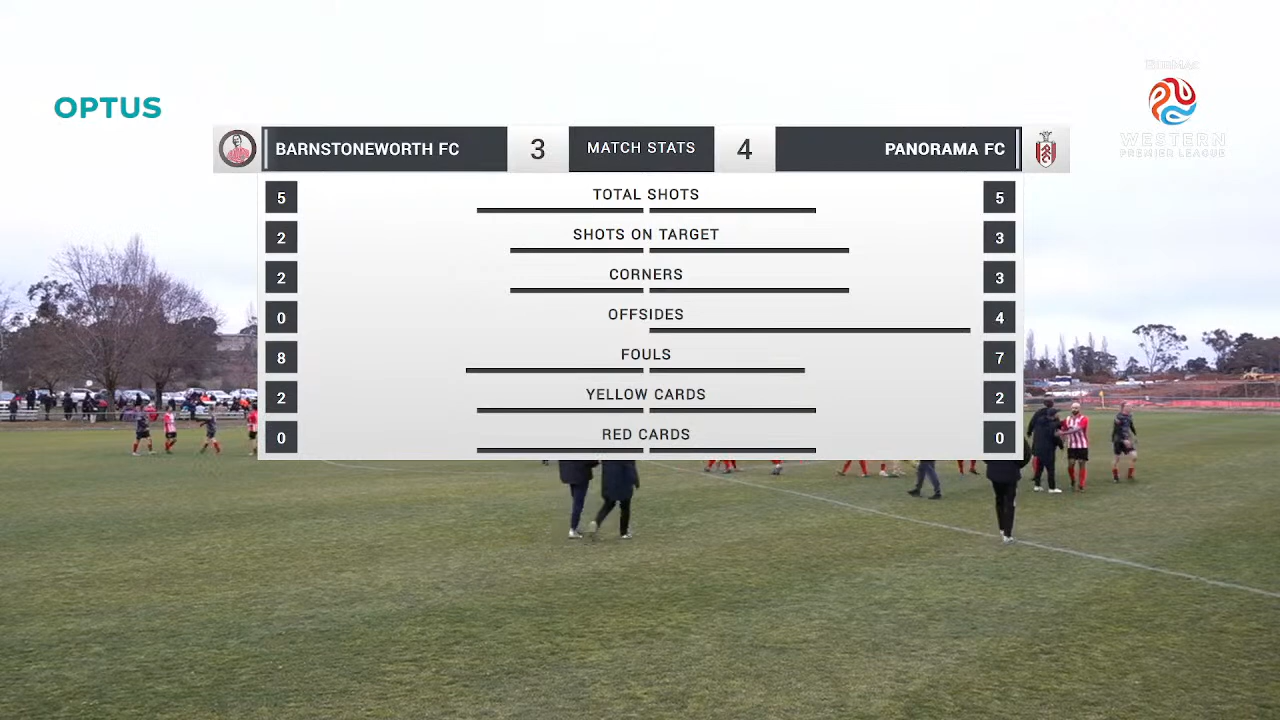 OPTUS
WESTERN
PREMIER LEAGUE
BARNSTONEWORTH FC 3 MATCH STATS 4 PANORAMA FC
5 TOTAL SHOTS 5
2 SHOTS ON TARGET 3
2 CORNERS 3
0 OFFSIDES 4
8 FOULS 7
2 YELLOW CARDS 2
0 RED CARDS 0